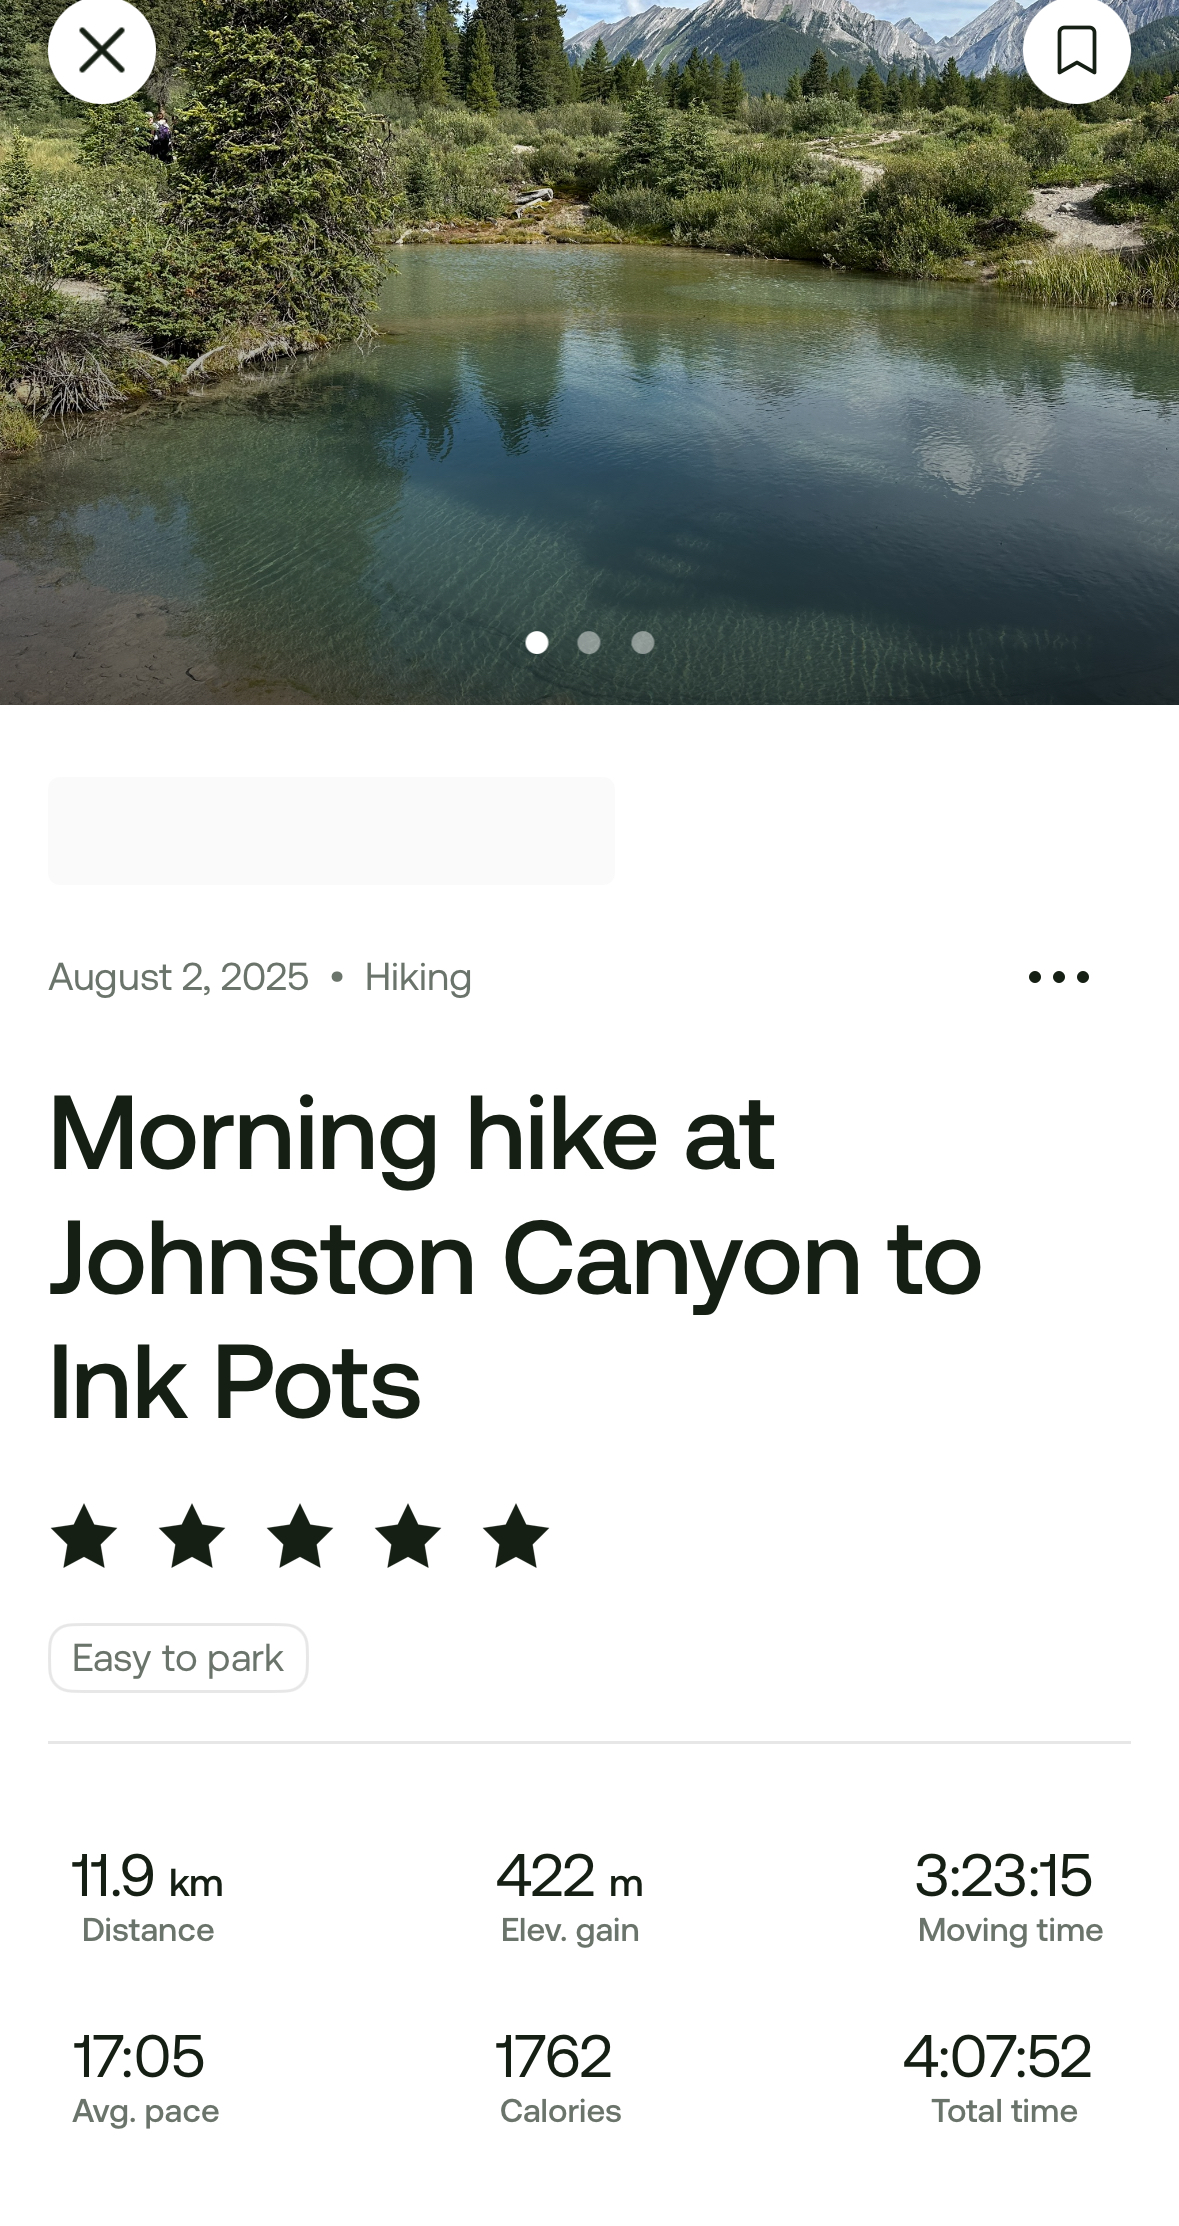 August 2, 2025 • Hiking
Morning hike at
Johnston Canyon to
Ink Pots
Easy to park
11.9 km 422 m 3:23:15
Distance Elev. gain Moving time
17:05 1762 4:07:52
Avg. pace Calories Total time